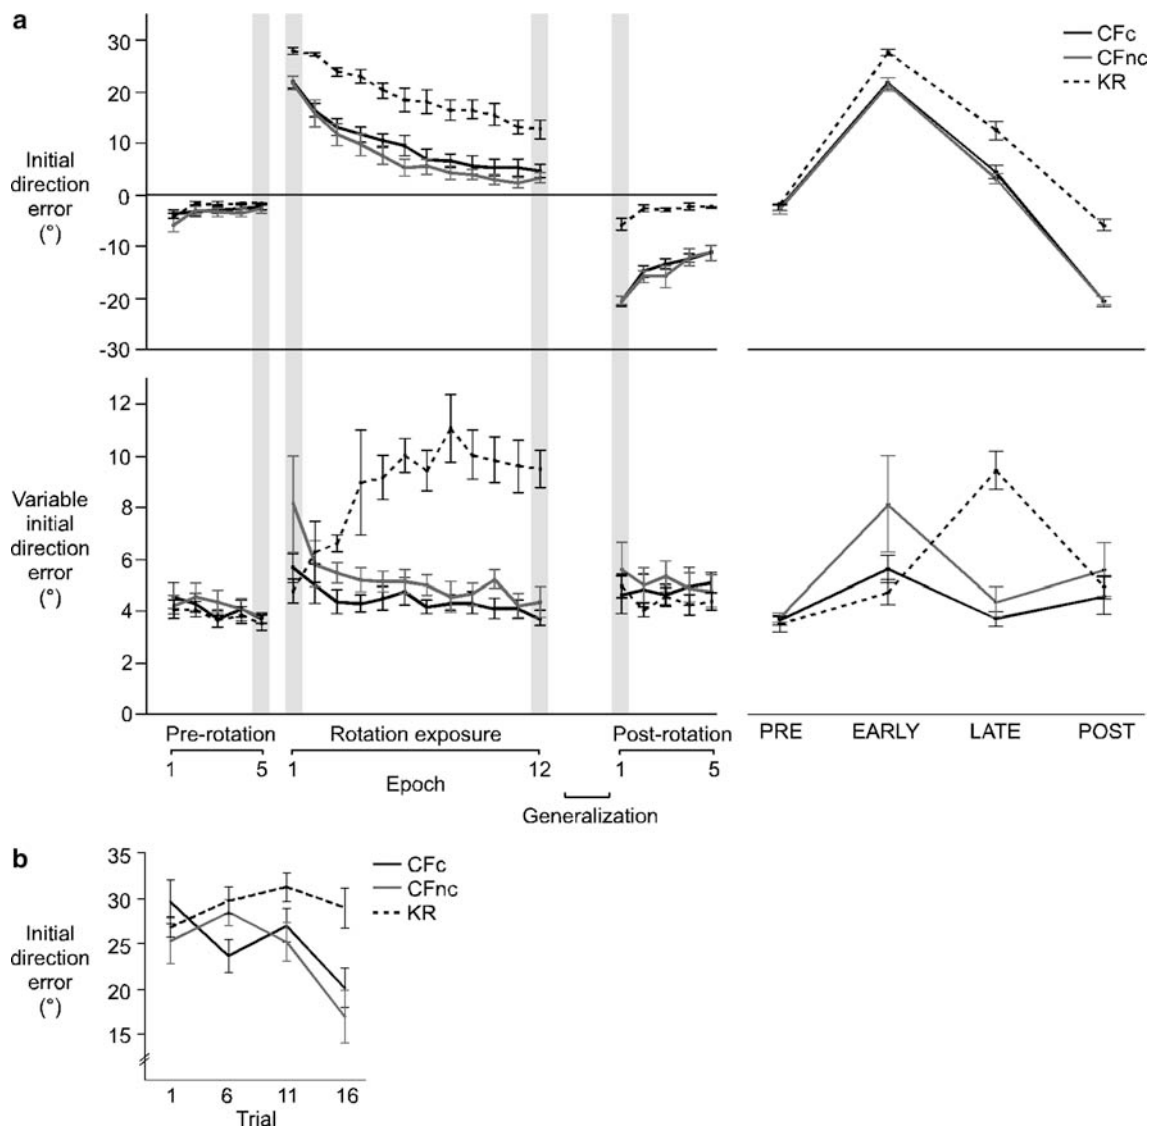 a
30
20
10
0
-10
-20
-30
Initial
direction
error
(°)
CFc
CFnc
KR
12
10
8
6
4
2
0
Variable
initial
direction
error
(°)
Pre-rotation
Rotation exposure
Post-rotation
1 5 1 12 1 5
Epoch
Generalization
PRE EARLY LATE POST
b
35
30
25
20
15
Initial
direction
error
(°)
CFc
CFnc
KR
1 6 11 16
Trial